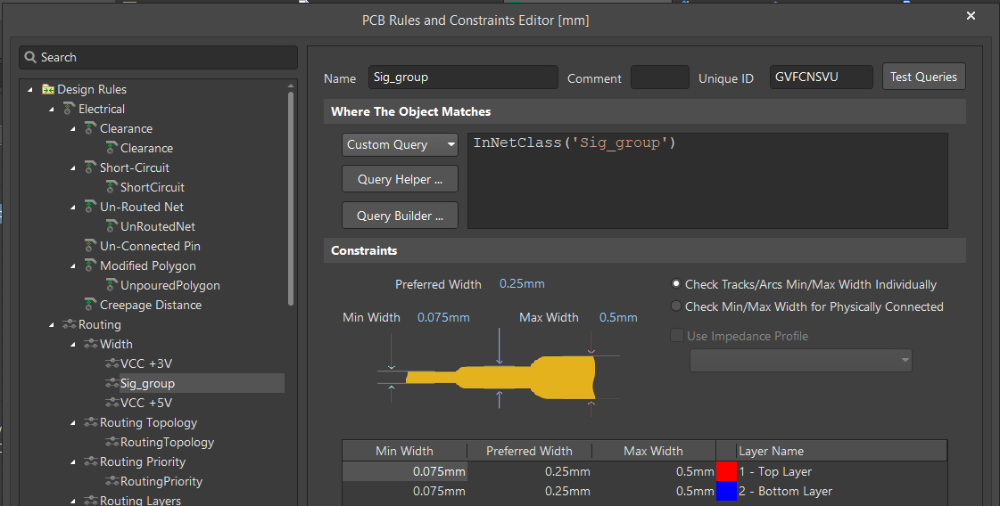 PCB Rules and Constraints Editor [mm]
Search
Design Rules
Electrical
Clearance
Clearance
Short-Circuit
ShortCircuit
Un-Routed Net
UnRoutedNet
Un-Connected Pin
Modified Polygon
UnpouredPolygon
Creepage Distance
Routing
Width
VCC +3V
Sig_group
VCC +5V
Routing Topology
RoutingTopology
Routing Priority
RoutingPriority
Routing Layers
Name Sig_group Comment Unique ID GVFCNSVU Test Queries
Where The Object Matches
Custom Query InNetClass('Sig_group')
Query Helper ...
Query Builder ...
Constraints
Preferred Width 0.25mm
Min Width 0.075mm Max Width 0.5mm
Check Tracks/Arcs Min/Max Width Individually
Check Min/Max Width for Physically Connected
Use Impedance Profile
Min Width Preferred Width Max Width Layer Name
0.075mm 0.25mm 0.5mm 1 - Top Layer
0.075mm 0.25mm 0.5mm 2 - Bottom Layer